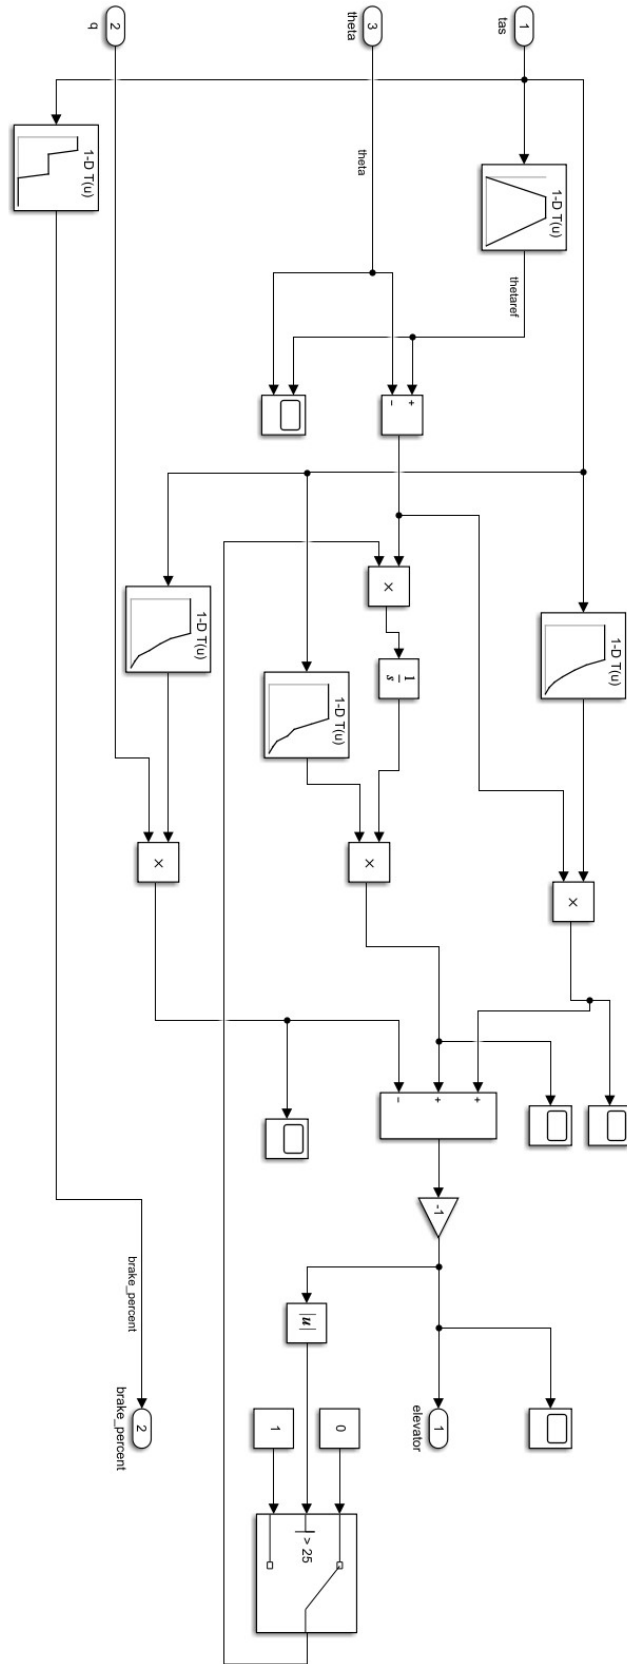 1-D T(u)
×
1-D T(u)
1
tas
thetaref
+
+
−
-1
1
elevator
+
−
×
1
s
3
theta
theta
×
1-D T(u)
0
|u|
> 25
1
1-D T(u)
×
brake_percent
2
brake_percent
2
q
1-D T(u)